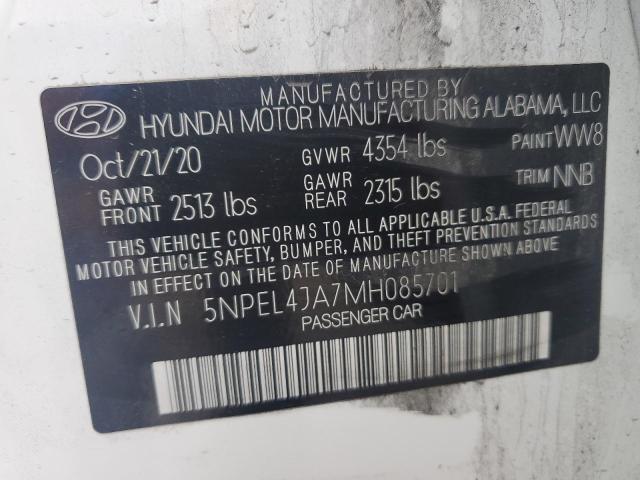 MANUFACTURED BY
HYUNDAI MOTOR MANUFACTURING ALABAMA, LLC
Oct/21/20 GVWR 4354 lbs PAINT WW8
GAWR FRONT 2513 lbs GAWR REAR 2315 lbs TRIM NNB
THIS VEHICLE CONFORMS TO ALL APPLICABLE U.S.A. FEDERAL
MOTOR VEHICLE SAFETY, BUMPER, AND THEFT PREVENTION STANDARDS
IN EFFECT ON THE DATE OF MANUFACTURE SHOWN ABOVE
V.I.N 5NPEL4JA7MH085701
PASSENGER CAR